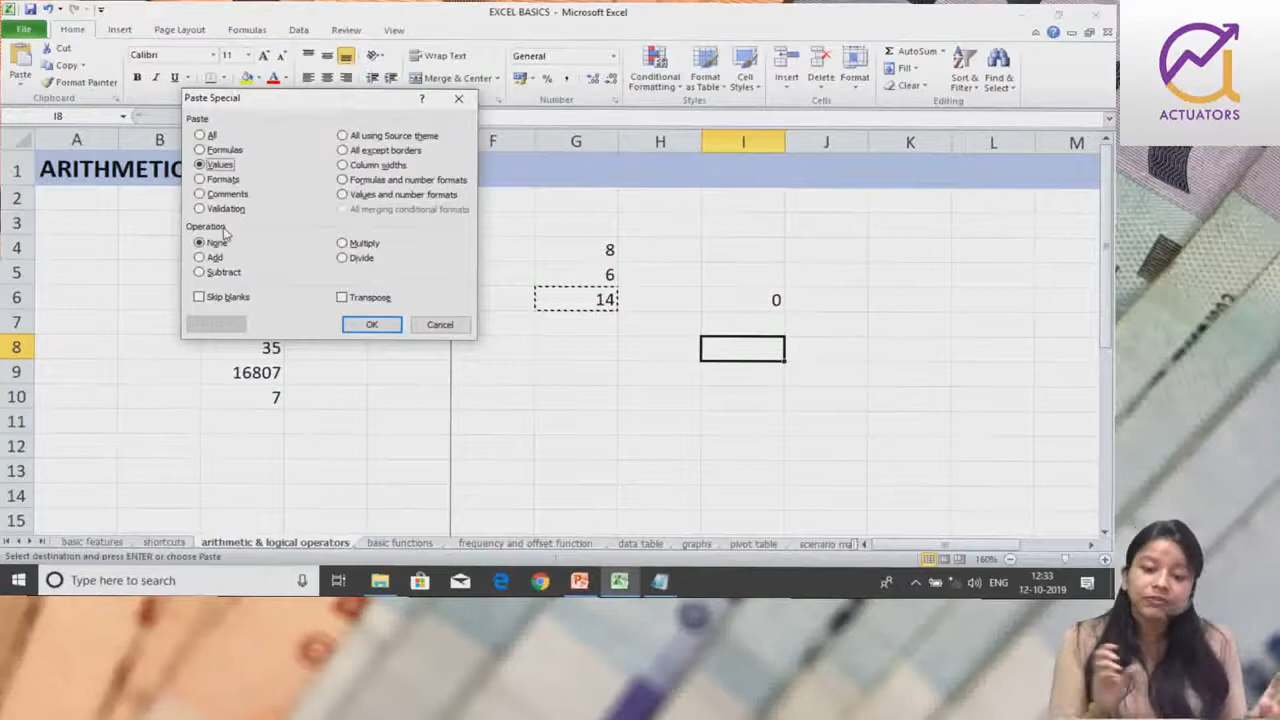 EXCEL BASICS - Microsoft Excel
File Home Insert Page Layout Formulas Data Review View
Cut
Copy
Format Painter
Paste
Clipboard
Calibri 11
B I U
Wrap Text
Merge & Center
General
Number
Conditional Formatting
Format as Table
Cell Styles
Styles
Insert Delete Format
Cells
AutoSum
Fill
Clear
Sort & Filter
Find & Select
Editing
ACTUATORS
I8
Paste Special
Paste
All
Formulas
Values
Formats
Comments
Validation
All using Source theme
All except borders
Column widths
Formulas and number formats
Values and number formats
All merging conditional formats
Operation
None
Add
Subtract
Multiply
Divide
Skip blanks
Transpose
OK
Cancel
A B F G H I J K L M
1 ARITHMETIC
2
3
4 8
5 6
6 14 0
7
8 35
9 16807
10 7
11
12
13
14
15
basic features shortcuts arithmetic & logical operators basic functions frequency and offset function data table graphs pivot table
Select destination and press ENTER or choose Paste
160%
Type here to search
ENG
12:33
12-10-2019